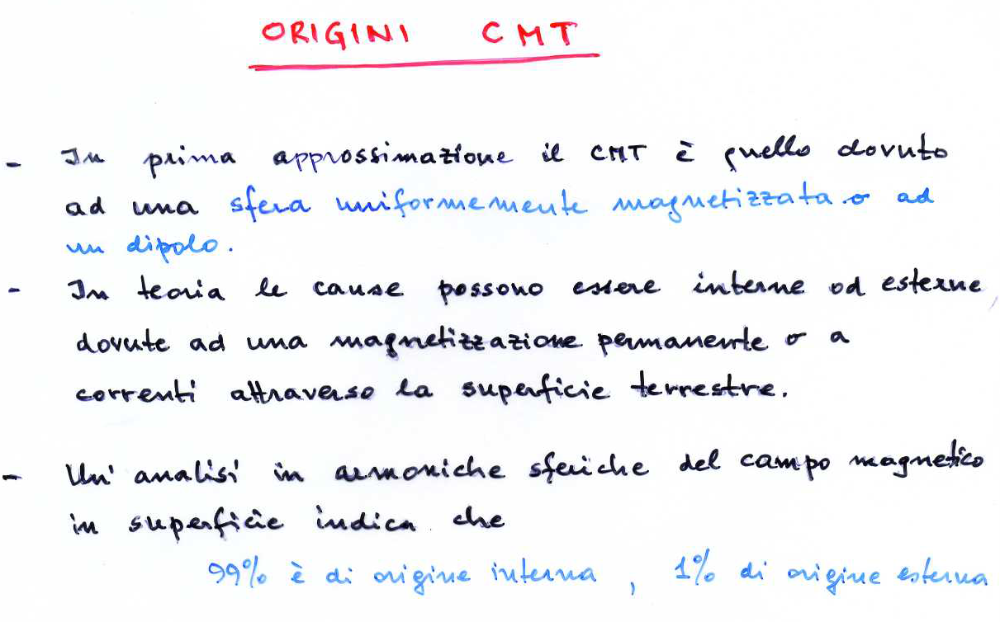 ORIGINI CMT
- In prima approssimazione il CMT è quello dovuto
ad una sfera uniformemente magnetizzata o ad
un dipolo.
- In teoria le cause possono essere interne od esterne,
dovute ad una magnetizzazione permanente o a
correnti attraverso la superficie terrestre.
- Un'analisi in armoniche sferiche del campo magnetico
in superficie indica che
99% è di origine interna, 1% di origine esterna